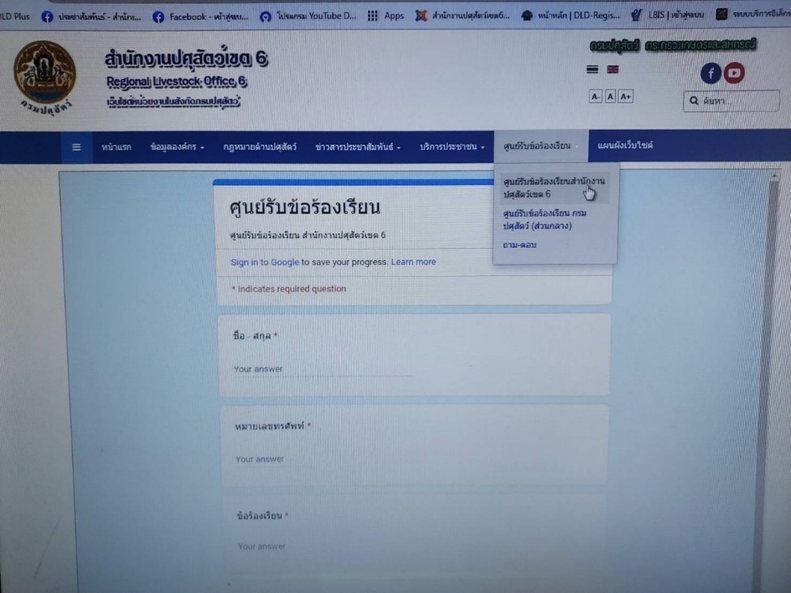 LD Plus
ประชาสัมพันธ์ - สำนักง...
Facebook - หน้าสู่ระบ...
โปรแกรม YouTube D...
Apps
สำนักงานปศุสัตว์เขต6...
หน้าหลัก | DLD-Regis...
LBIS | เข้าสู่ระบบ
ระบบบริการอิเล็กท
กรมปศุสัตว์ กระทรวงเกษตรและสหกรณ์
สำนักงานปศุสัตว์เขต 6
Regional Livestock Office 6
เว็บไซต์หน่วยงานในสังกัดกรมปศุสัตว์
กรมปศุสัตว์
A- A A+
ค้นหา...
หน้าแรก
ข้อมูลองค์กร
กฎหมายด้านปศุสัตว์
ข่าวสารประชาสัมพันธ์
บริการประชาชน
ศูนย์รับข้อร้องเรียน
แผนผังเว็บไซต์
ศูนย์รับข้อร้องเรียนสำนักงาน
ปศุสัตว์เขต 6
ศูนย์รับข้อร้องเรียน กรม
ปศุสัตว์ (ส่วนกลาง)
ถาม-ตอบ
ศูนย์รับข้อร้องเรียน
ศูนย์รับข้อร้องเรียน สำนักงานปศุสัตว์เขต 6
Sign in to Google to save your progress. Learn more
* Indicates required question
ชื่อ - สกุล *
Your answer
หมายเลขทรศัพท์ *
Your answer
ข้อร้องเรียน *
Your answer